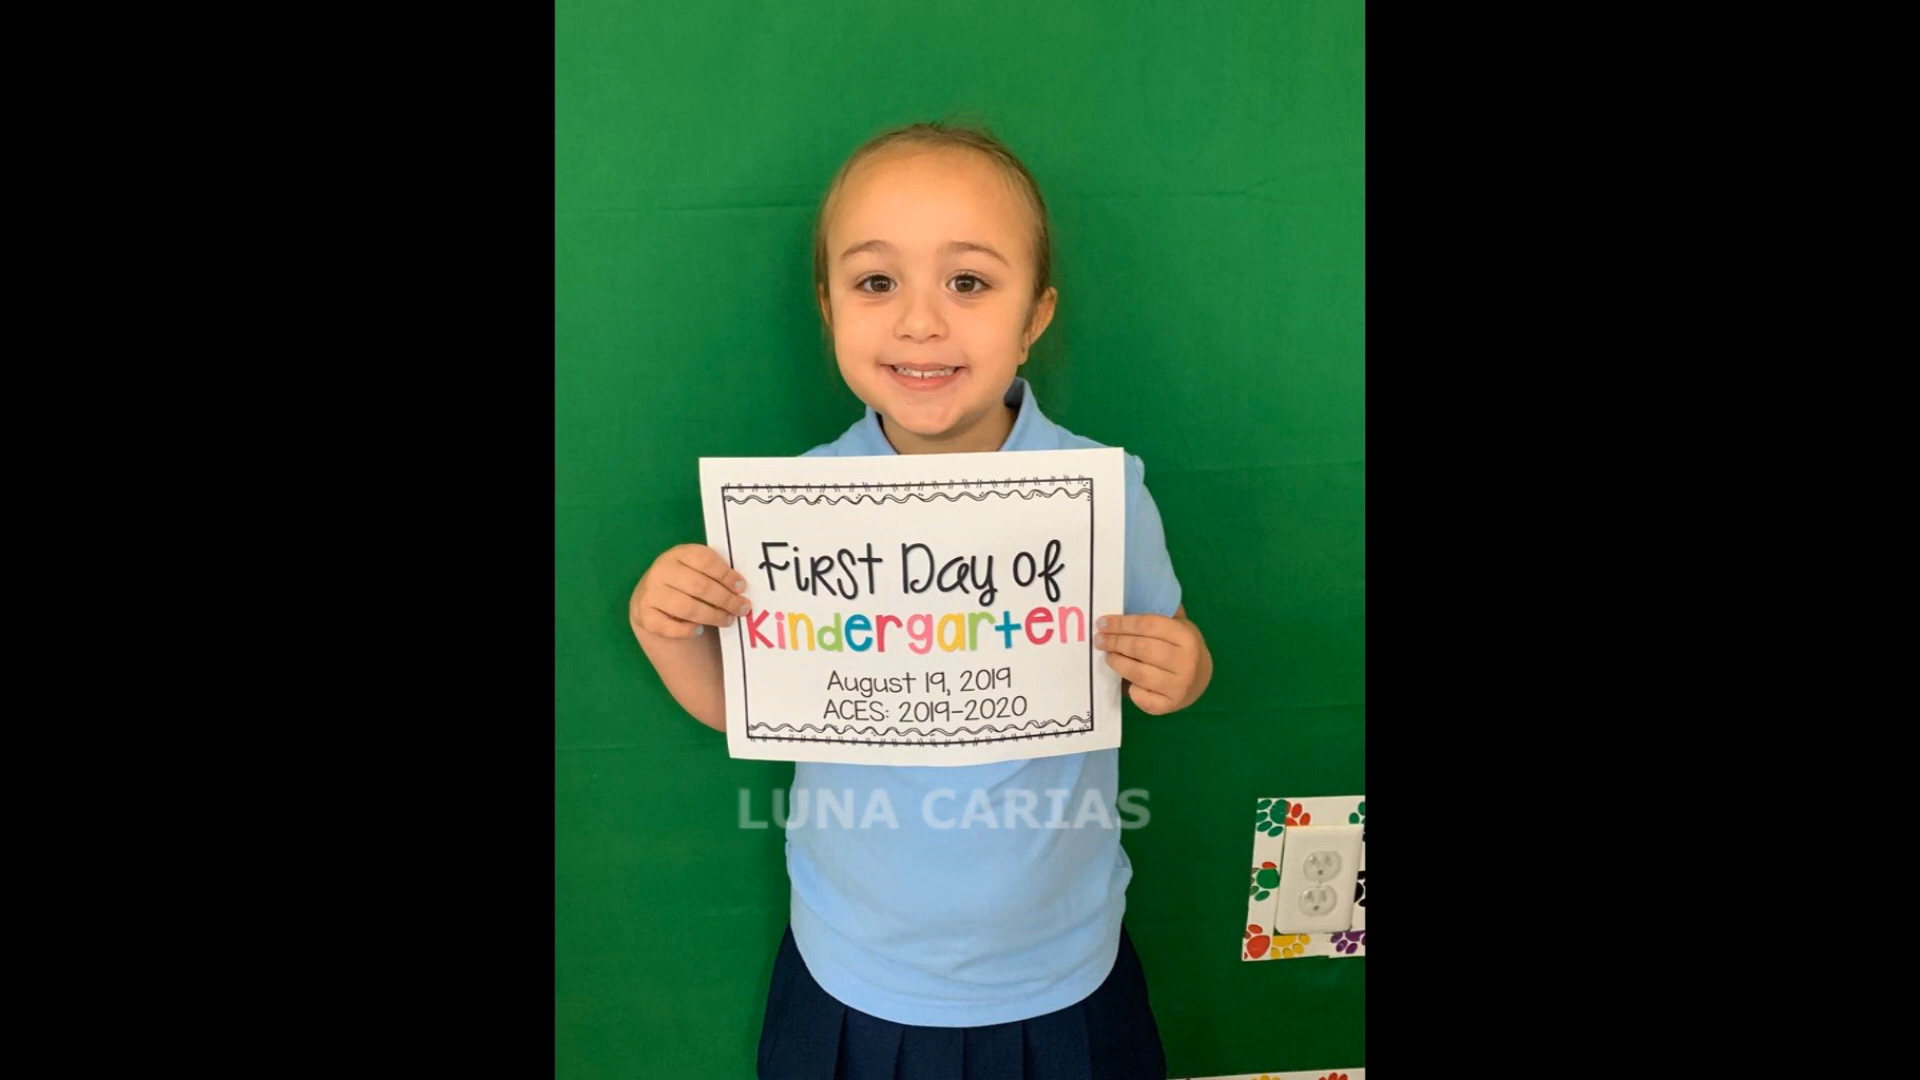 First Day of
Kindergarten
August 19, 2019
ACES: 2019-2020
LUNA CARIAS